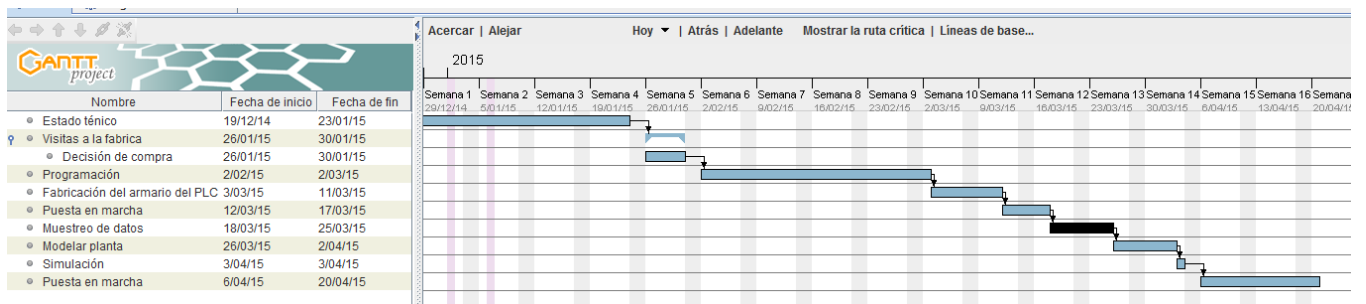 Acercar | Alejar Hoy | Atrás | Adelante Mostrar la ruta crítica | Líneas de base...
GANTT project
2015
Semana 1 Semana 2 Semana 3 Semana 4 Semana 5 Semana 6 Semana 7 Semana 8 Semana 9 Semana 10 Semana 11 Semana 12 Semana 13 Semana 14 Semana 15 Semana 16 Semana
29/12/14 5/01/15 12/01/15 19/01/15 26/01/15 2/02/15 9/02/15 16/02/15 23/02/15 2/03/15 9/03/15 16/03/15 23/03/15 30/03/15 6/04/15 13/04/15 20/04/15
Nombre Fecha de inicio Fecha de fin
Estado ténico 19/12/14 23/01/15
Visitas a la fabrica 26/01/15 30/01/15
Decisión de compra 26/01/15 30/01/15
Programación 2/02/15 2/03/15
Fabricación del armario del PLC 3/03/15 11/03/15
Puesta en marcha 12/03/15 17/03/15
Muestreo de datos 18/03/15 25/03/15
Modelar planta 26/03/15 2/04/15
Simulación 3/04/15 3/04/15
Puesta en marcha 6/04/15 20/04/15